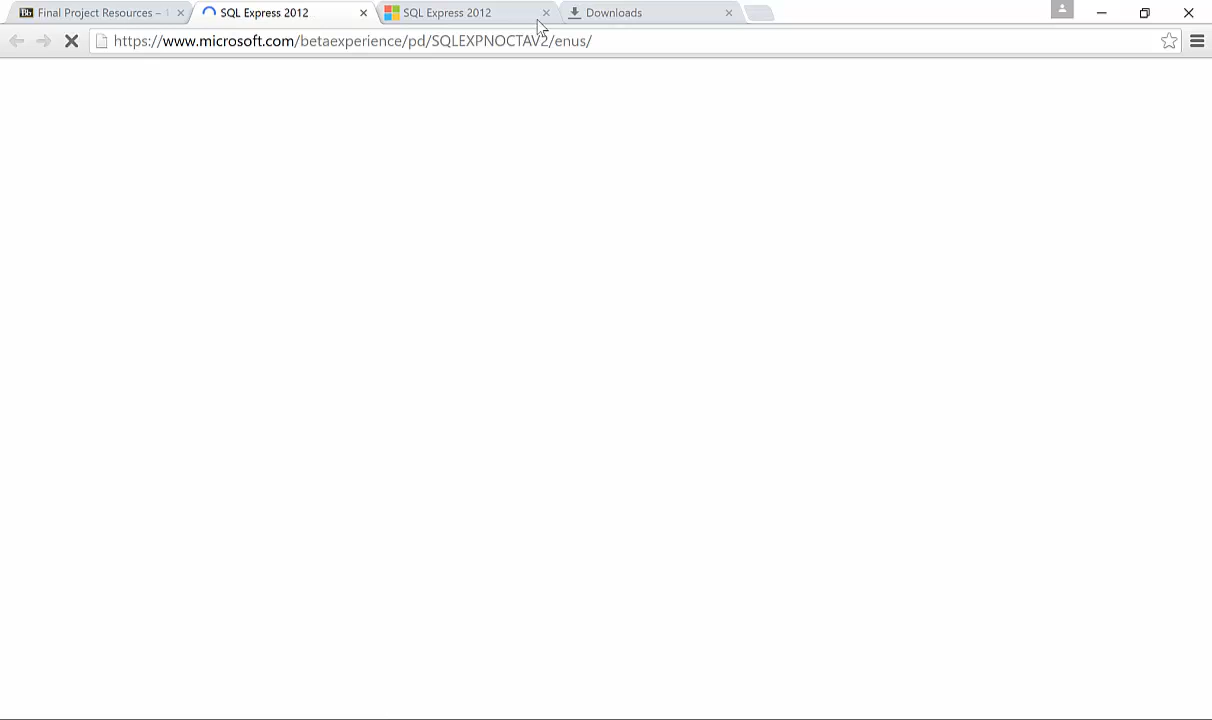 Final Project Resources –
SQL Express 2012
SQL Express 2012
Downloads
https://www.microsoft.com/betaexperience/pd/SQLEXPNOCTAV2/enus/